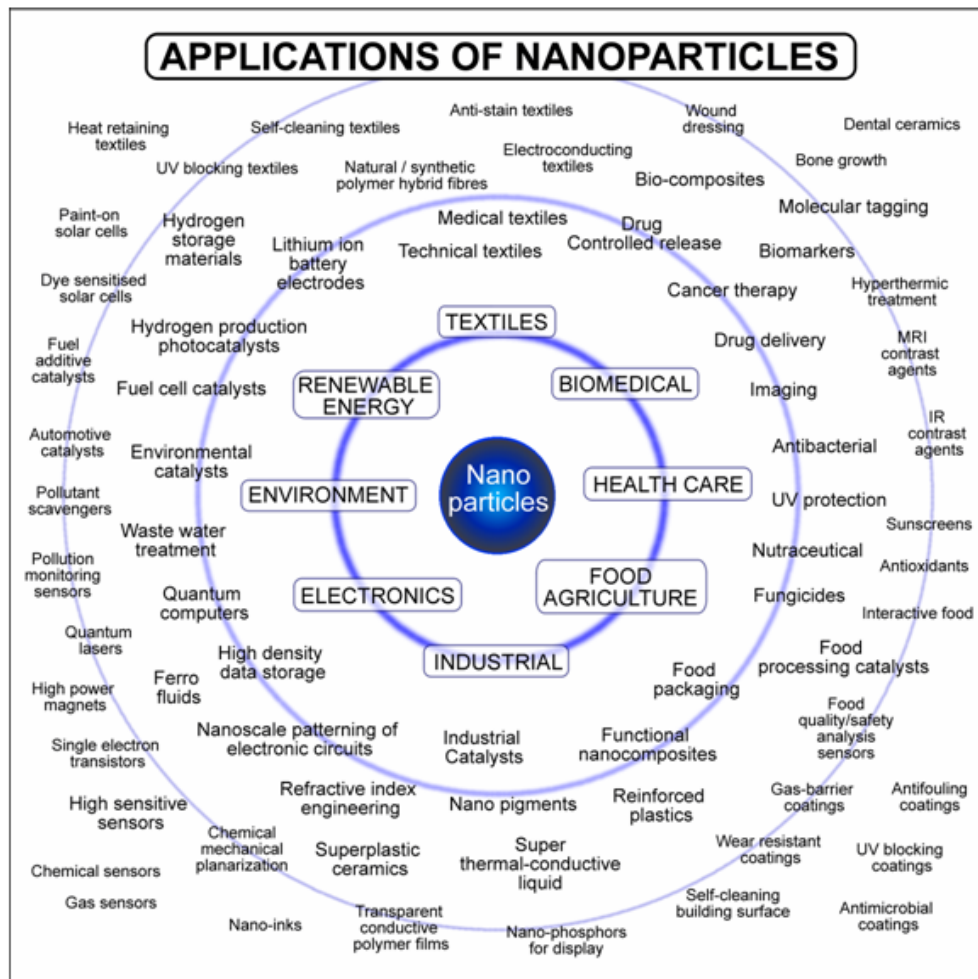 APPLICATIONS OF NANOPARTICLES
Anti-stain textiles
Wound
dressing
Heat retaining
textiles
Self-cleaning textiles
Dental ceramics
Electroconducting
textiles
Bone growth
UV blocking textiles
Natural / synthetic
polymer hybrid fibres
Bio-composites
Molecular tagging
Paint-on
solar cells
Hydrogen
storage
materials
Medical textiles
Drug
Controlled release
Lithium ion
battery
electrodes
Technical textiles
Biomarkers
Dye sensitised
solar cells
Cancer therapy
Hyperthermic
treatment
TEXTILES
Hydrogen production
photocatalysts
Drug delivery
MRI
contrast
agents
Fuel
additive
catalysts
Fuel cell catalysts
RENEWABLE
ENERGY
BIOMEDICAL
Imaging
IR
contrast
agents
Automotive
catalysts
Environmental
catalysts
Antibacterial
Nano
particles
HEALTH CARE
ENVIRONMENT
Pollutant
scavengers
UV protection
Sunscreens
Waste water
treatment
Nutraceutical
Antioxidants
Pollution
monitoring
sensors
Quantum
computers
ELECTRONICS
FOOD
AGRICULTURE
Fungicides
Interactive food
Quantum
lasers
High density
data storage
INDUSTRIAL
Food
processing catalysts
Ferro
fluids
Food
packaging
High power
magnets
Food
quality/safety
analysis
sensors
Nanoscale patterning of
electronic circuits
Industrial
Catalysts
Functional
nanocomposites
Single electron
transistors
Refractive index
engineering
Nano pigments
Reinforced
plastics
Gas-barrier
coatings
Antifouling
coatings
High sensitive
sensors
Chemical
mechanical
planarization
Superplastic
ceramics
Super
thermal-conductive
liquid
Wear resistant
coatings
UV blocking
coatings
Chemical sensors
Gas sensors
Self-cleaning
building surface
Antimicrobial
coatings
Nano-inks
Transparent
conductive
polymer films
Nano-phosphors
for display